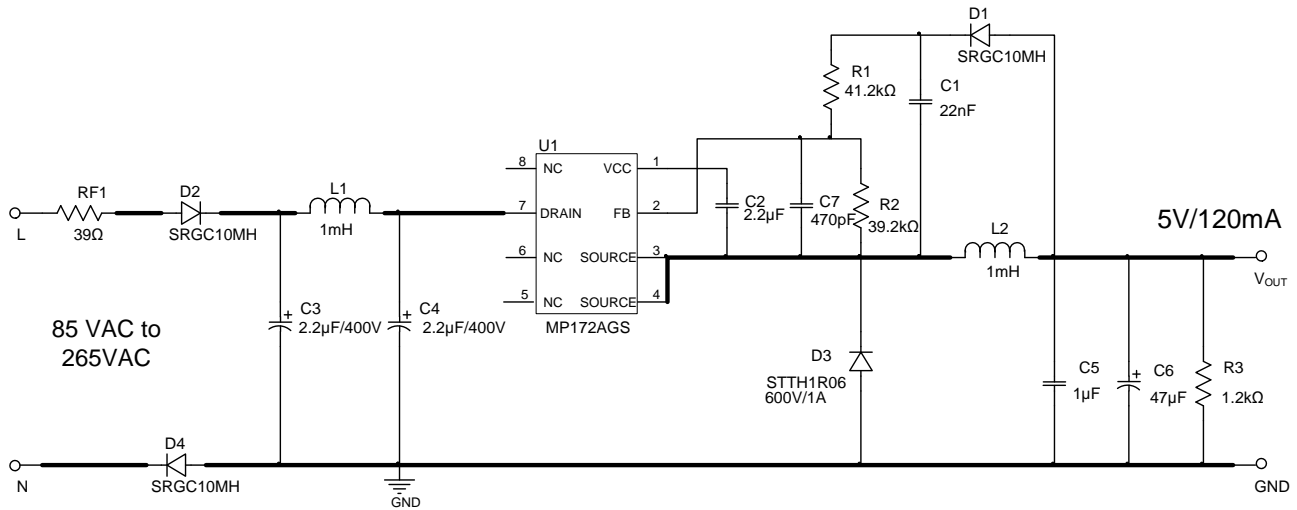 D1
SRGC10MH
R1
41.2kΩ
C1
22nF
U1
8 NC VCC 1
7 DRAIN FB 2
6 NC SOURCE 3
5 NC SOURCE 4
MP172AGS
C2
2.2µF
C7
470pF
R2
39.2kΩ
RF1
39Ω
L
D2
SRGC10MH
L1
1mH
L2
1mH
5V/120mA
VOUT
85 VAC to
265VAC
C3
2.2µF/400V
C4
2.2µF/400V
D3
STTH1R06
600V/1A
C5
1µF
C6
47µF
R3
1.2kΩ
N
D4
SRGC10MH
GND
GND